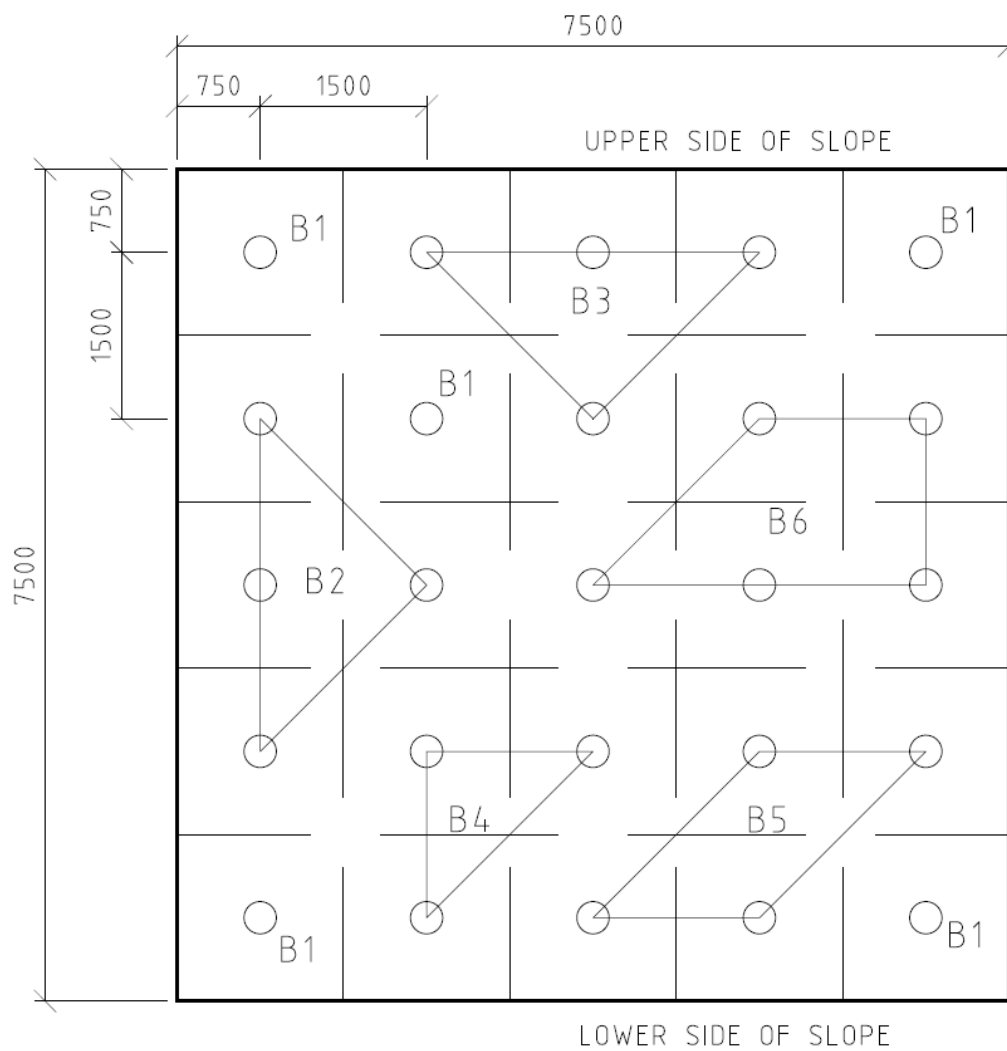 7500
750 1500
UPPER SIDE OF SLOPE
750
B1 B1
B3
1500
B1
B6
7500
B2
B4 B5
B1 B1
LOWER SIDE OF SLOPE